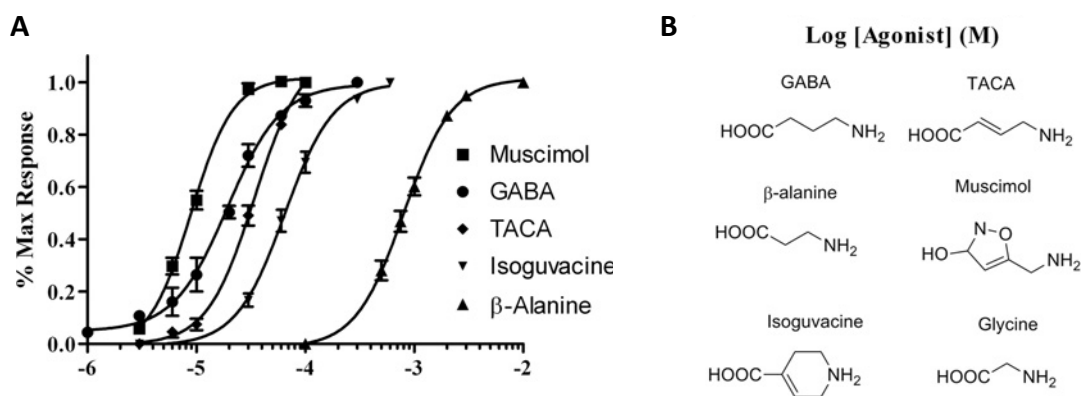 A
% Max Response
1.0
0.8
0.6
0.4
0.2
0.0
-6
-5
-4
-3
-2
Muscimol
GABA
TACA
Isoguvacine
β-Alanine
B
Log [Agonist] (M)
GABA
TACA
HOOC
NH2
HOOC
NH2
β-alanine
Muscimol
HOOC
NH2
HO
N
O
NH2
Isoguvacine
Glycine
HOOC
NH2
HOOC
NH2